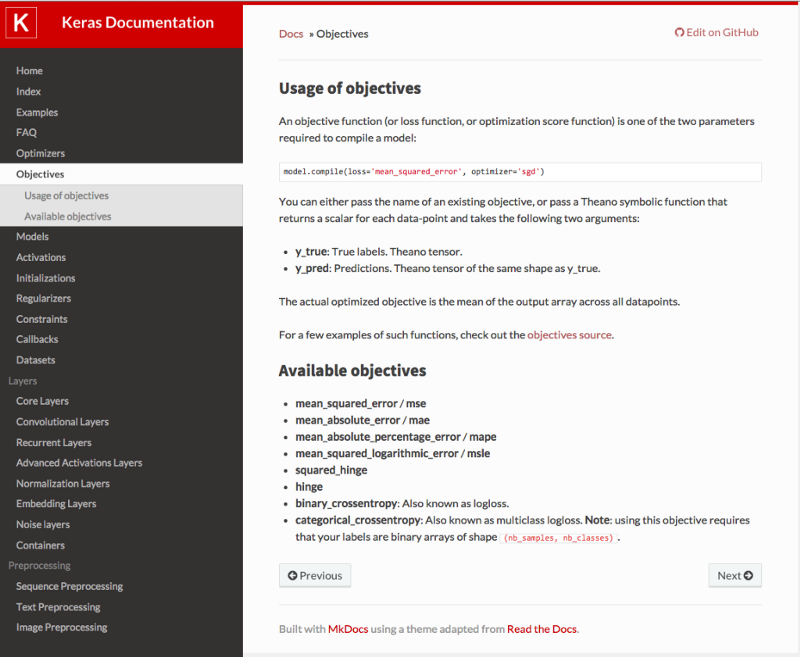 K
Keras Documentation
Home
Index
Examples
FAQ
Optimizers
Objectives
Usage of objectives
Available objectives
Models
Activations
Initializations
Regularizers
Constraints
Callbacks
Datasets
Layers
Core Layers
Convolutional Layers
Recurrent Layers
Advanced Activations Layers
Normalization Layers
Embedding Layers
Noise layers
Containers
Preprocessing
Sequence Preprocessing
Text Preprocessing
Image Preprocessing
Docs » Objectives
Edit on GitHub
Usage of objectives
An objective function (or loss function, or optimization score function) is one of the two parameters
required to compile a model:
model.compile(loss='mean_squared_error', optimizer='sgd')
You can either pass the name of an existing objective, or pass a Theano symbolic function that
returns a scalar for each data-point and takes the following two arguments:
• y_true: True labels. Theano tensor.
• y_pred: Predictions. Theano tensor of the same shape as y_true.
The actual optimized objective is the mean of the output array across all datapoints.
For a few examples of such functions, check out the objectives source.
Available objectives
• mean_squared_error / mse
• mean_absolute_error / mae
• mean_absolute_percentage_error / mape
• mean_squared_logarithmic_error / msle
• squared_hinge
• hinge
• binary_crossentropy: Also known as logloss.
• categorical_crossentropy: Also known as multiclass logloss. Note: using this objective requires
that your labels are binary arrays of shape (nb_samples, nb_classes) .
Previous
Next
Built with MkDocs using a theme adapted from Read the Docs.